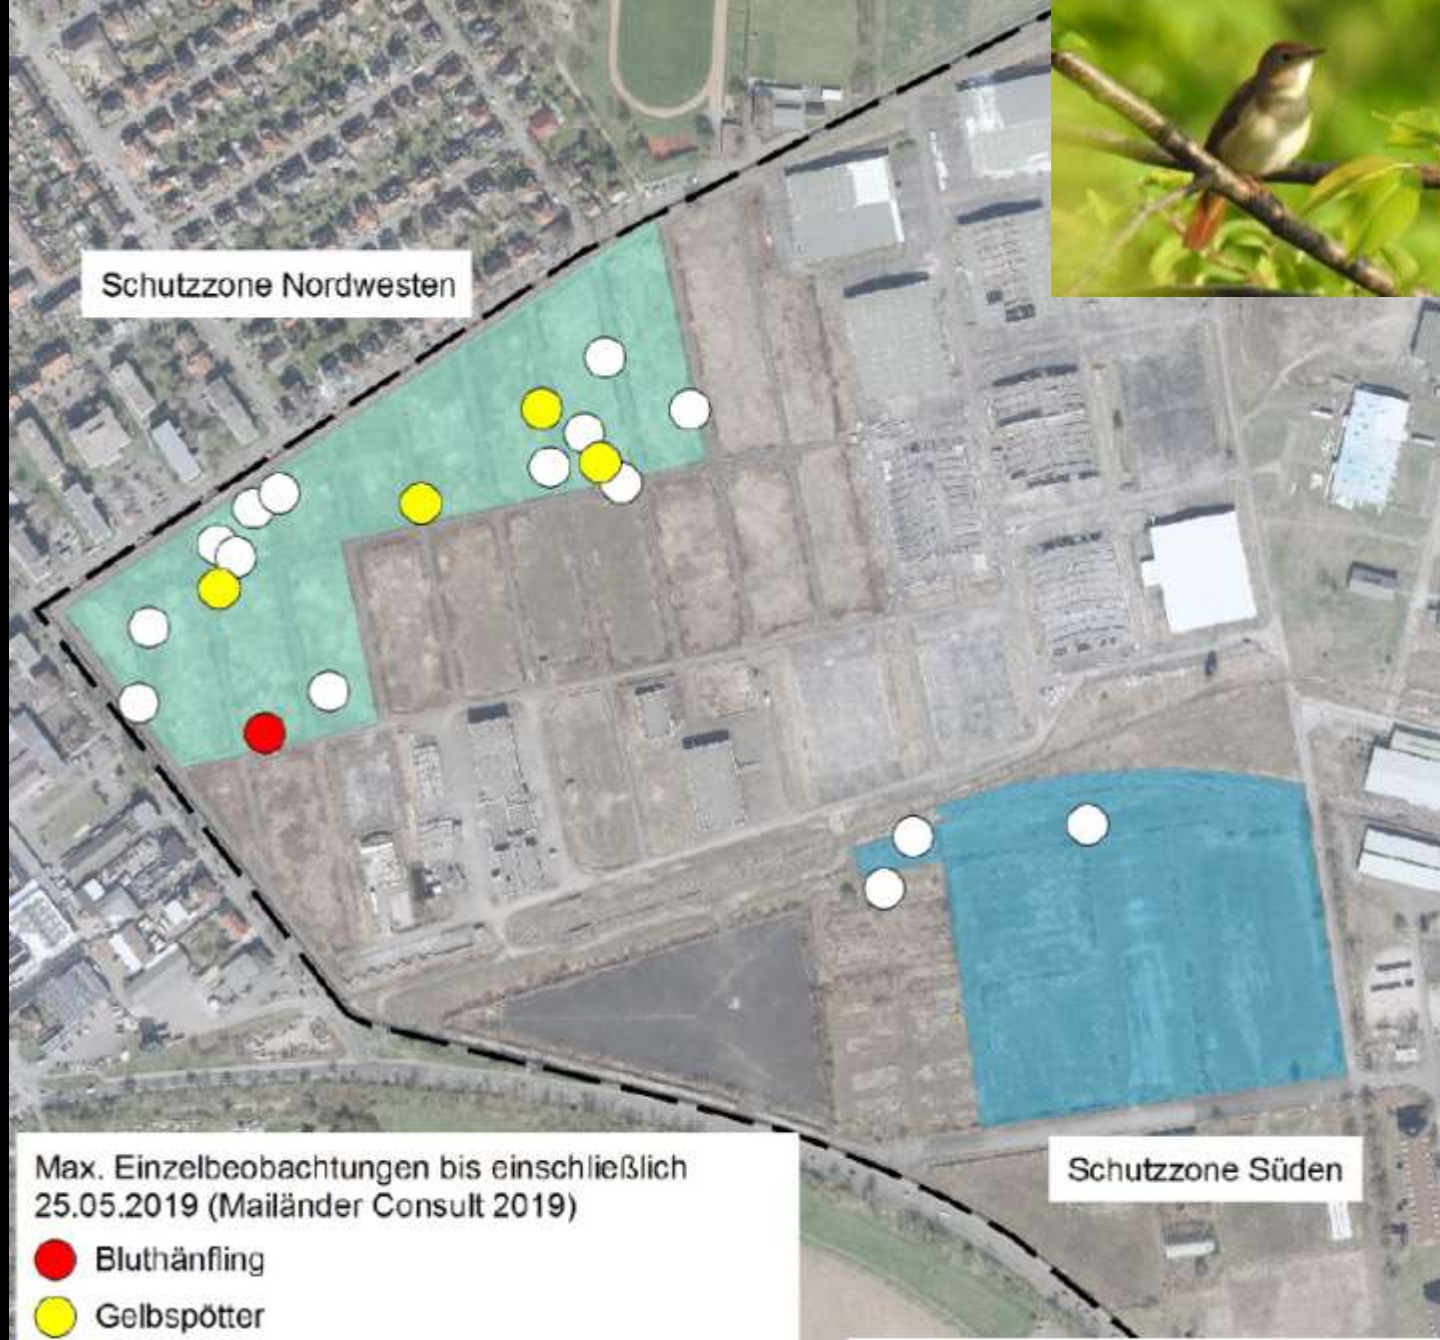 Schutzzone Nordwesten
Schutzzone Süden
Max. Einzelbeobachtungen bis einschließlich
25.05.2019 (Mailänder Consult 2019)
Bluthänfling
Gelbspötter